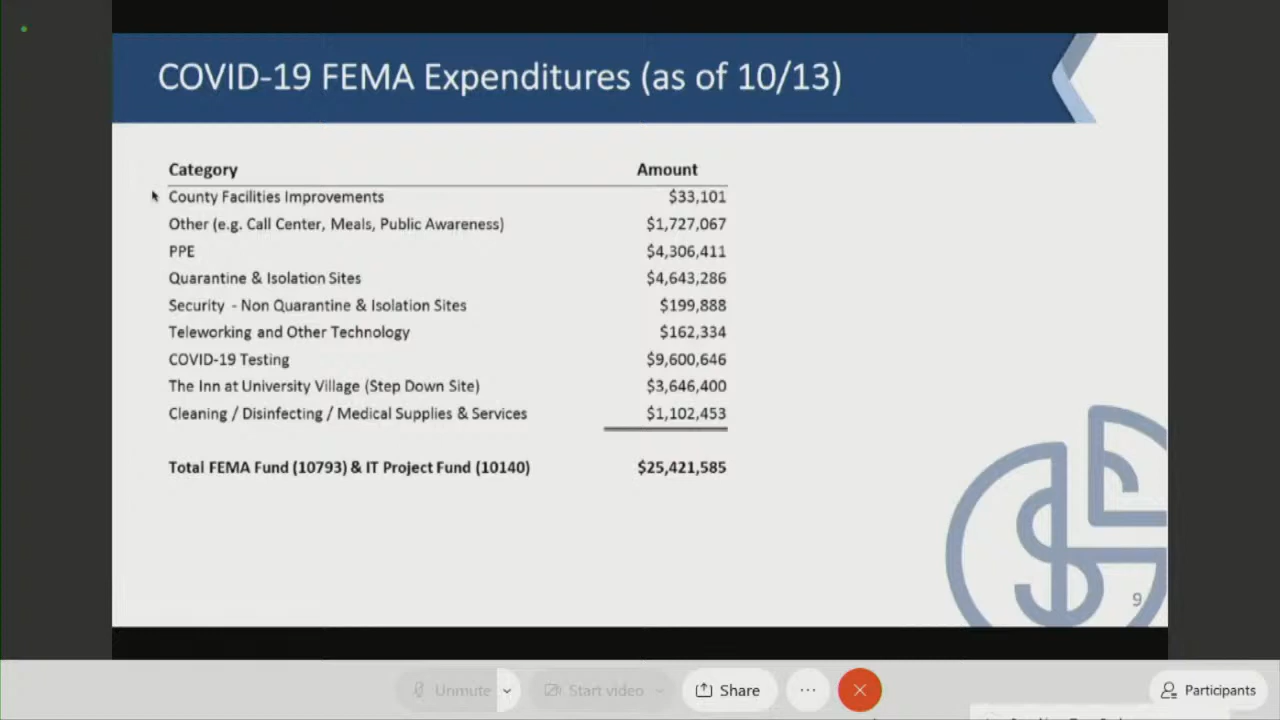 COVID-19 FEMA Expenditures (as of 10/13)
Category Amount
County Facilities Improvements $33,101
Other (e.g. Call Center, Meals, Public Awareness) $1,727,067
PPE $4,306,411
Quarantine & Isolation Sites $4,643,286
Security - Non Quarantine & Isolation Sites $199,888
Teleworking and Other Technology $162,334
COVID-19 Testing $9,600,646
The Inn at University Village (Step Down Site) $3,646,400
Cleaning / Disinfecting / Medical Supplies & Services $1,102,453
Total FEMA Fund (10793) & IT Project Fund (10140) $25,421,585
9
Unmute Start video Share Participants